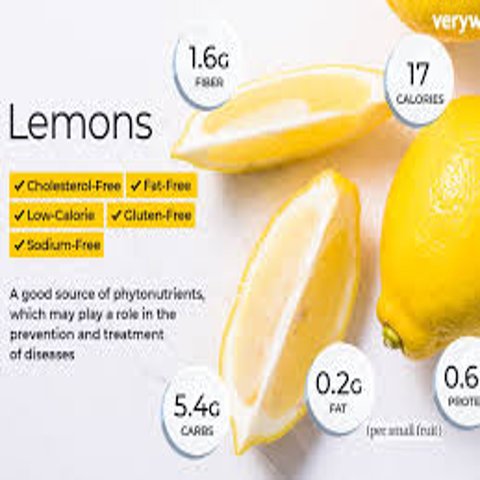 veryw
1.6G
FIBER
17
CALORIES
Lemons
✓ Cholesterol-Free ✓ Fat-Free
✓ Low-Calorie ✓ Gluten-Free
✓ Sodium-Free
A good source of phytonutrients,
which may play a role in the
prevention and treatment
of diseases
5.4G
CARBS
0.2G
FAT
0.6
PROTE
(per small fruit)